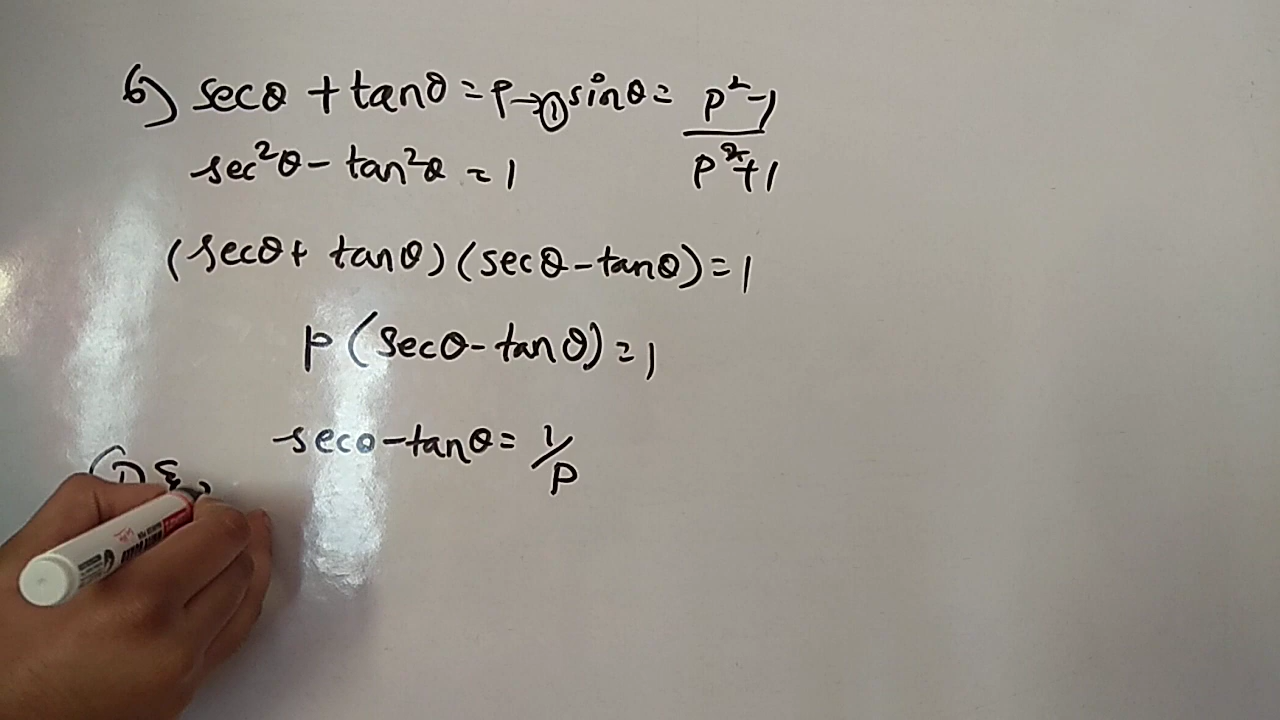 6) secθ + tanθ = P → ① sinθ = p²-1 / p²+1
sec²θ - tan²θ = 1
(secθ + tanθ) (secθ - tanθ) = 1
p (secθ - tanθ) = 1
secθ - tanθ = 1/p
① &